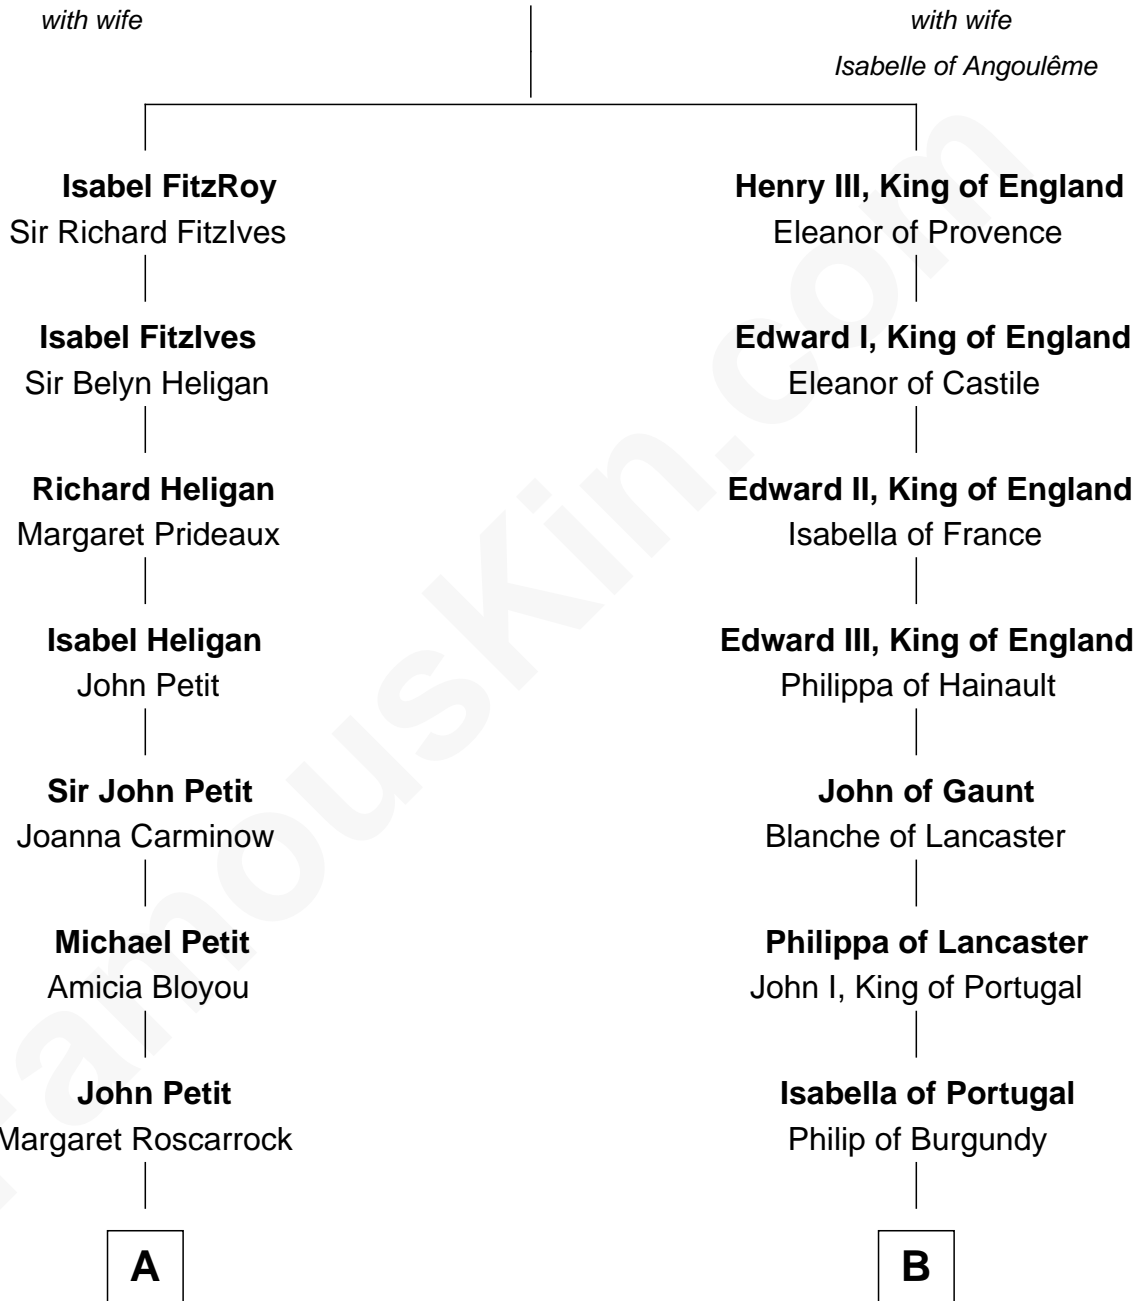 with wife
with wife
Isabelle of Angoulême
Isabel FitzRoy
Sir Richard FitzIves
Henry III, King of England
Eleanor of Provence
Isabel FitzIves
Sir Belyn Heligan
Edward I, King of England
Eleanor of Castile
Richard Heligan
Margaret Prideaux
Edward II, King of England
Isabella of France
Isabel Heligan
John Petit
Edward III, King of England
Philippa of Hainault
Sir John Petit
Joanna Carminow
John of Gaunt
Blanche of Lancaster
Michael Petit
Amicia Bloyou
Philippa of Lancaster
John I, King of Portugal
John Petit
Margaret Roscarrock
Isabella of Portugal
Philip of Burgundy
A
B
FamousKin.com